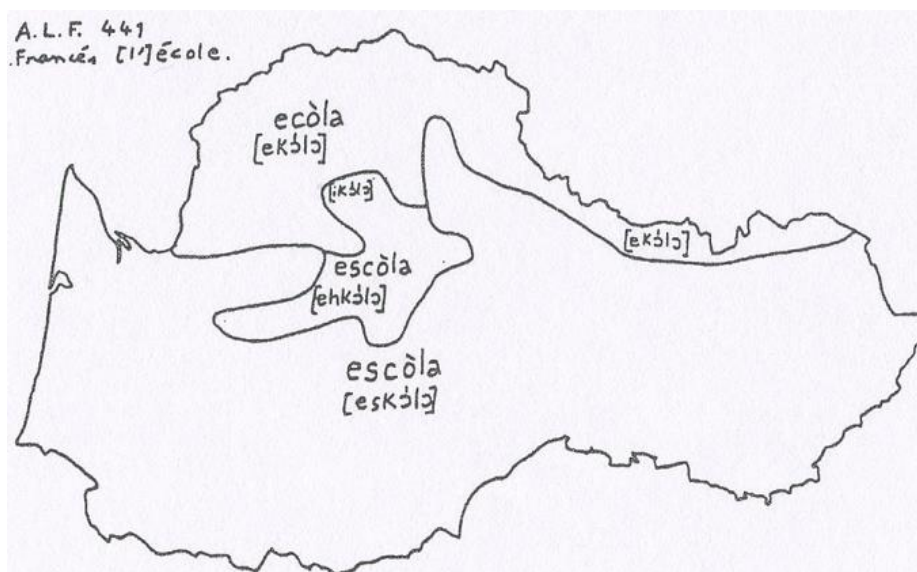 A.L.F. 441
Francés [l']école.
ecòla
[ekɔ́lɔ]
[ikɔ́lɔ]
[ekɔ́lɔ]
escòla
[ehkɔ́lɔ]
escòla
[eskɔ́lɔ]